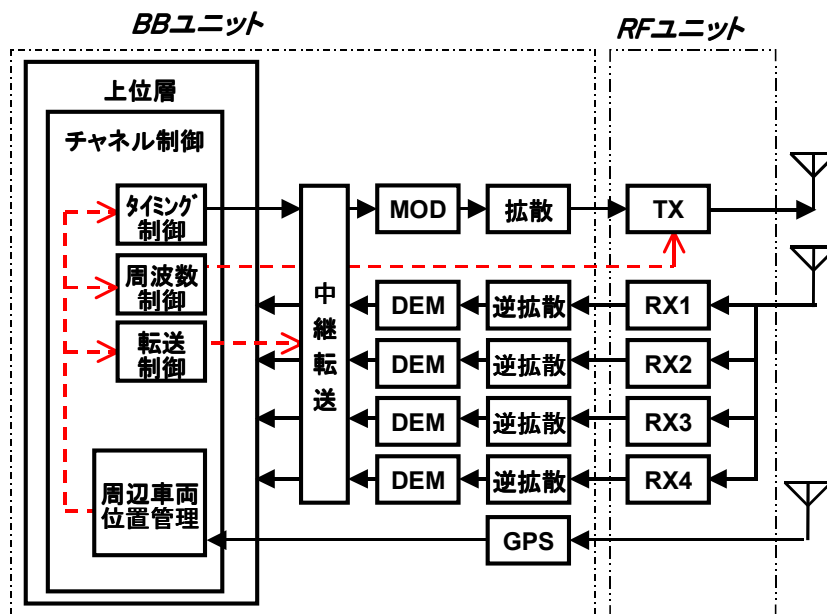 BBユニット
RFユニット
上位層
チャネル制御
タイミング
制御
MOD
拡散
TX
周波数
制御
中継転送
DEM
逆拡散
RX1
転送
制御
DEM
逆拡散
RX2
DEM
逆拡散
RX3
DEM
逆拡散
RX4
周辺車両
位置管理
GPS